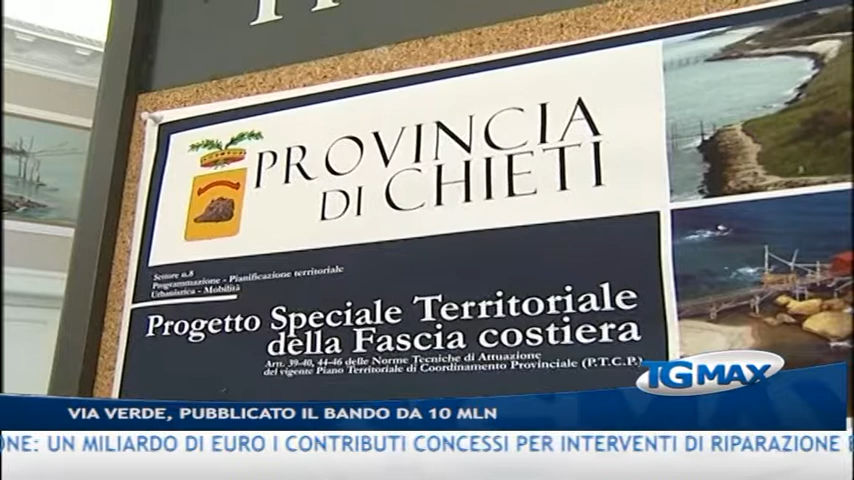 PROVINCIA
DI CHIETI
Settore n.8
Programmazione - Pianificazione territoriale
Urbanistica - Mobilità
Progetto Speciale Territoriale
della Fascia costiera
Artt. 39-40, 44-46 delle Norme Tecniche di Attuazione
del vigente Piano Territoriale di Coordinamento Provinciale (P.T.C.P.)
TGMAX
VIA VERDE, PUBBLICATO IL BANDO DA 10 MLN
ONE: UN MILIARDO DI EURO I CONTRIBUTI CONCESSI PER INTERVENTI DI RIPARAZIONE